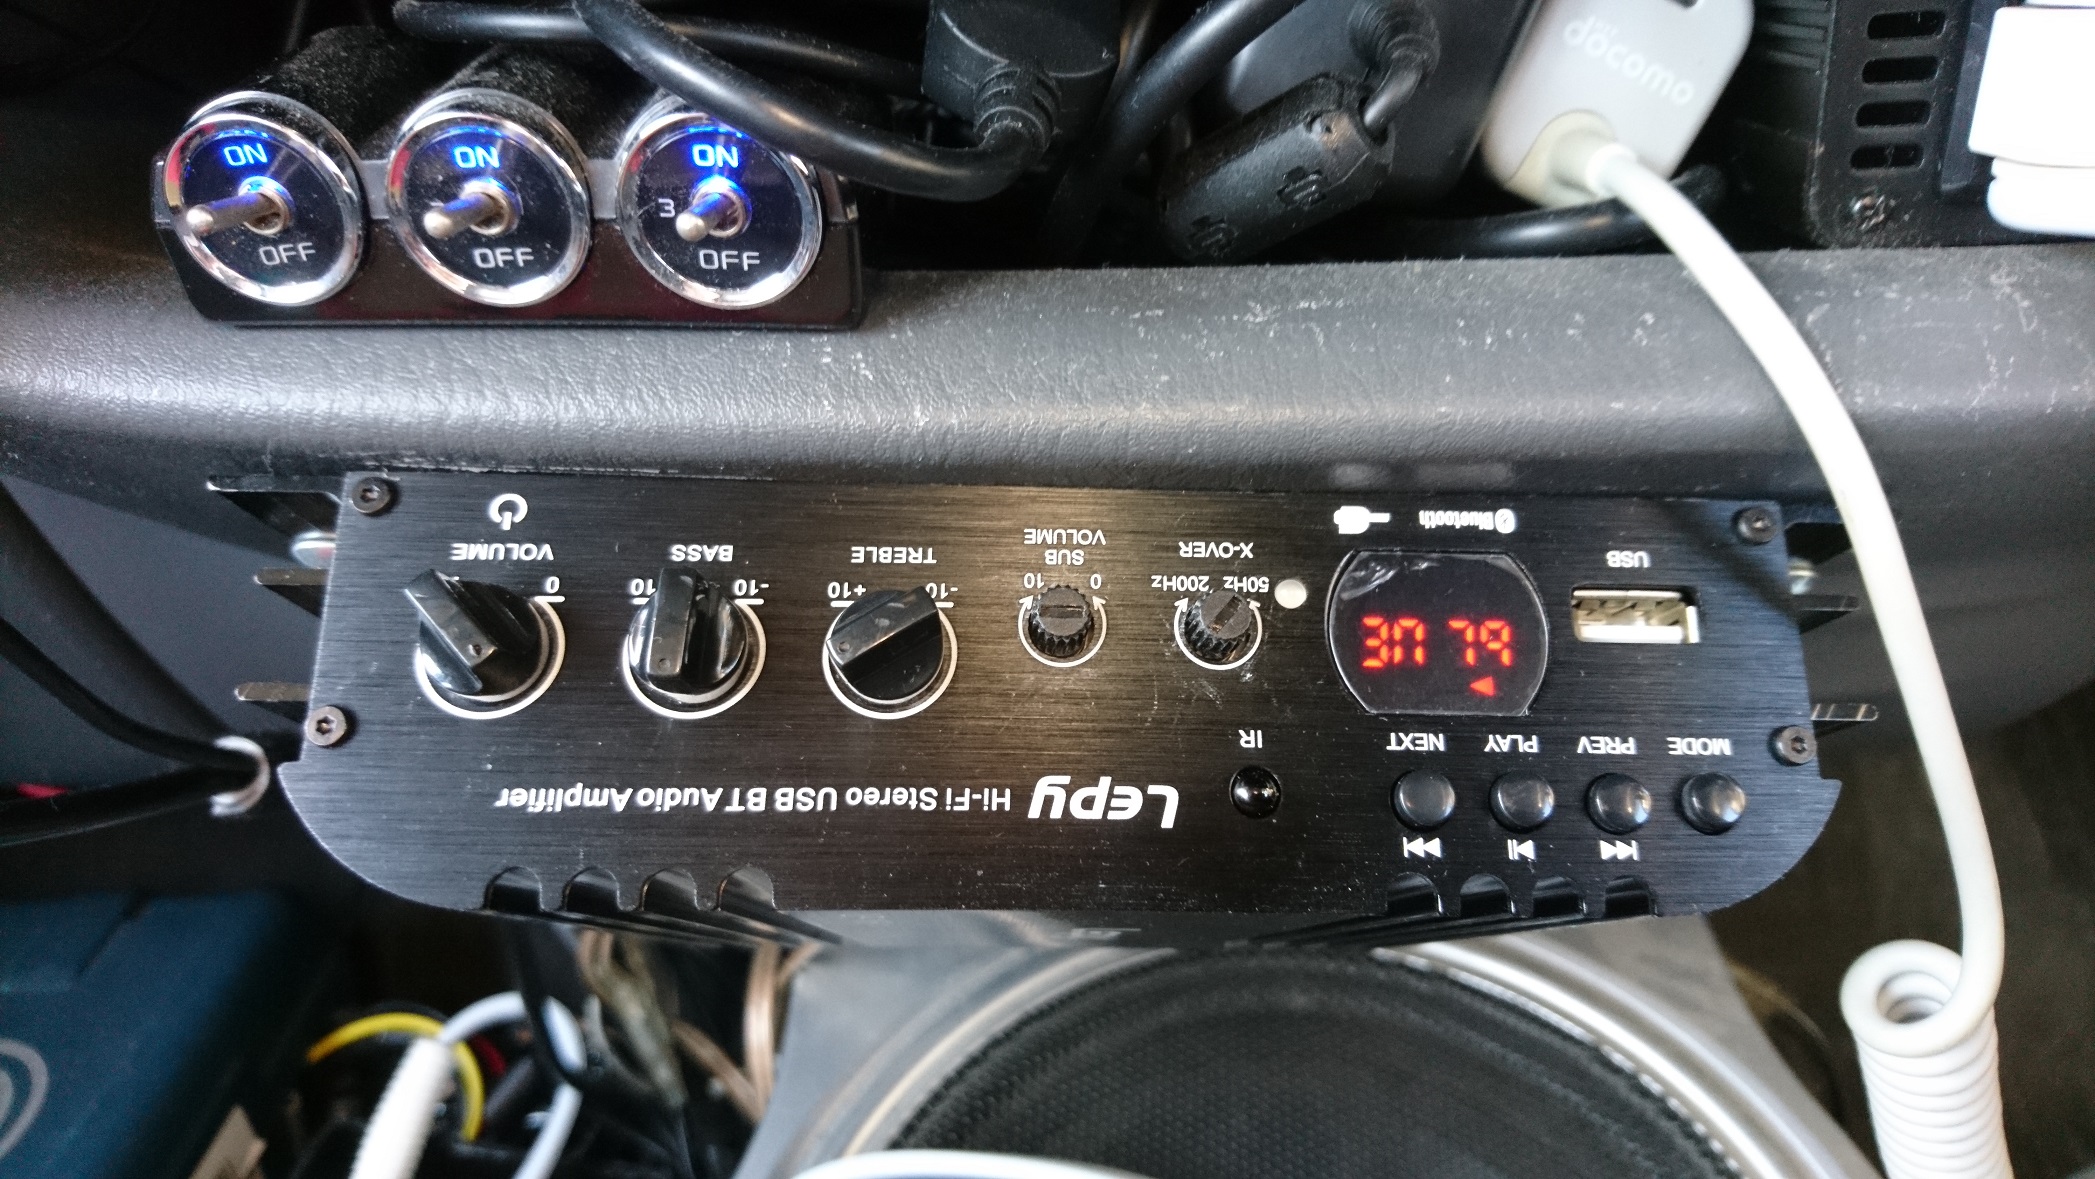 docomo
ON
ON
ON
3
OFF
OFF
OFF
MODE PREV PLAY NEXT
IR
Lepy Hi-Fi Stereo USB BT Audio Amplifier
bLUE
USB
Bluetooth
50Hz 200Hz
X-OVER
0 10
SUB
VOLUME
-10 +10
TREBLE
-10 10
BASS
0
VOLUME